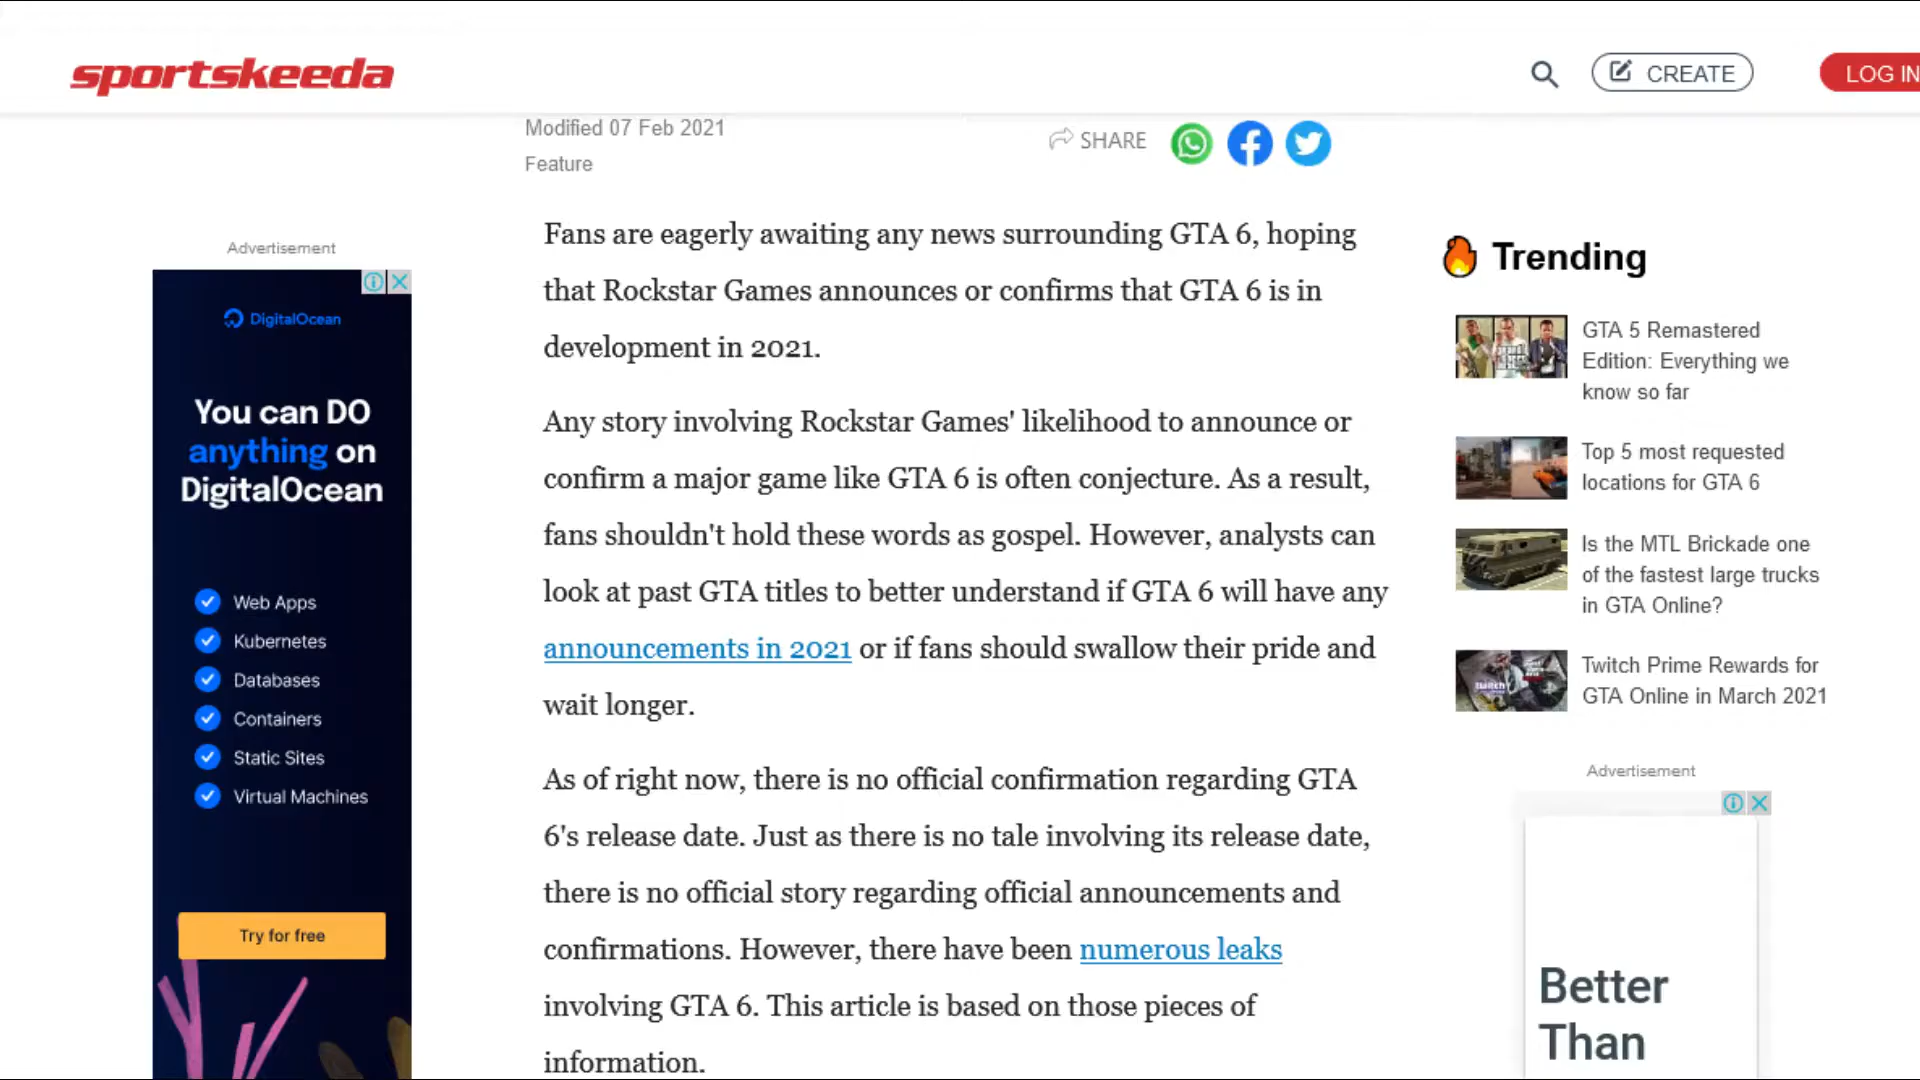 sportskeeda
CREATE
LOG IN
Modified 07 Feb 2021
Feature
SHARE
Fans are eagerly awaiting any news surrounding GTA 6, hoping
that Rockstar Games announces or confirms that GTA 6 is in
development in 2021.
Any story involving Rockstar Games' likelihood to announce or
confirm a major game like GTA 6 is often conjecture. As a result,
fans shouldn't hold these words as gospel. However, analysts can
look at past GTA titles to better understand if GTA 6 will have any
announcements in 2021 or if fans should swallow their pride and
wait longer.
As of right now, there is no official confirmation regarding GTA
6's release date. Just as there is no tale involving its release date,
there is no official story regarding official announcements and
confirmations. However, there have been numerous leaks
involving GTA 6. This article is based on those pieces of
information.
Advertisement
DigitalOcean
You can DO
anything on
DigitalOcean
Web Apps
Kubernetes
Databases
Containers
Static Sites
Virtual Machines
Try for free
Trending
GTA 5 Remastered
Edition: Everything we
know so far
Top 5 most requested
locations for GTA 6
Is the MTL Brickade one
of the fastest large trucks
in GTA Online?
twitch
Twitch Prime Rewards for
GTA Online in March 2021
Advertisement
Better
Than